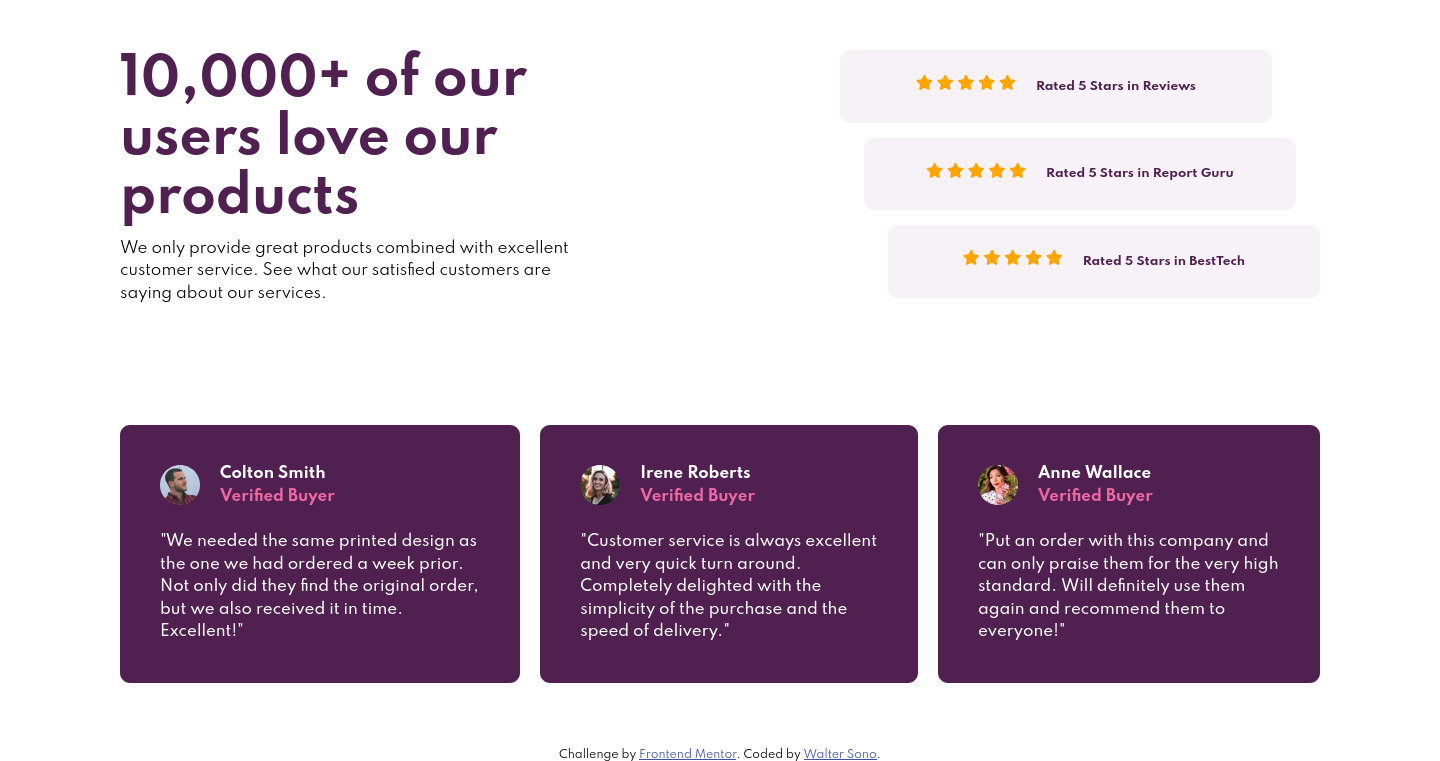 10,000+ of our
users love our
products
We only provide great products combined with excellent
customer service. See what our satisfied customers are
saying about our services.
Rated 5 Stars in Reviews
Rated 5 Stars in Report Guru
Rated 5 Stars in BestTech
Colton Smith
Verified Buyer
"We needed the same printed design as
the one we had ordered a week prior.
Not only did they find the original order,
but we also received it in time.
Excellent!"
Irene Roberts
Verified Buyer
"Customer service is always excellent
and very quick turn around.
Completely delighted with the
simplicity of the purchase and the
speed of delivery."
Anne Wallace
Verified Buyer
"Put an order with this company and
can only praise them for the very high
standard. Will definitely use them
again and recommend them to
everyone!"
Challenge by Frontend Mentor. Coded by Walter Sono.